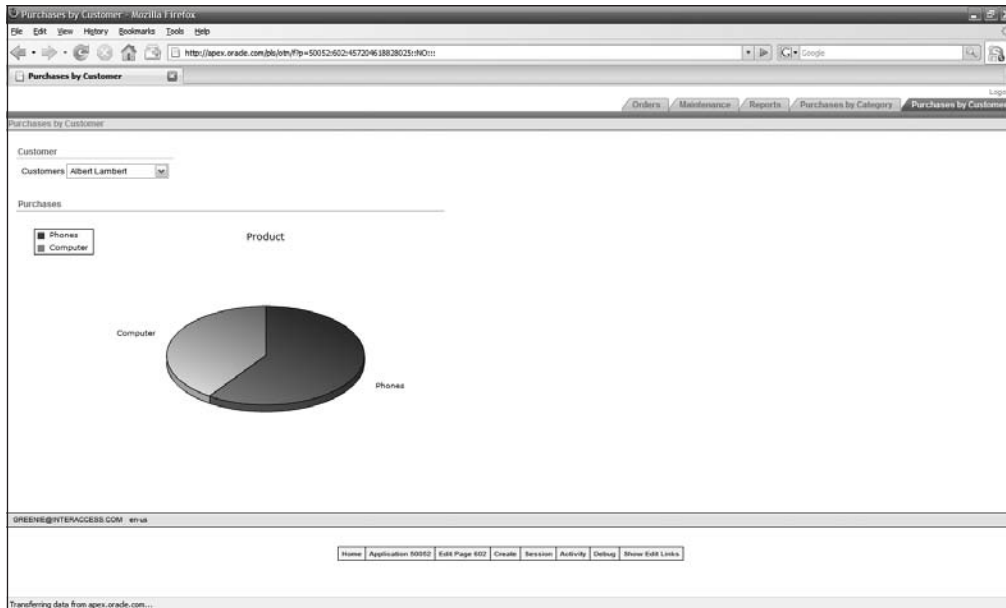 Purchases by Customer - Mozilla Firefox
File Edit View History Bookmarks Tools Help
http://apex.oracle.com/pls/otn/f?p=50052:602:457204618828025::NO:::
Google
Purchases by Customer
Logo
Orders Maintenance Reports Purchases by Category Purchases by Custome
Purchases by Customer
Customer
Customers Albert Lambert
Purchases
Phones
Computer
Product
Computer
Phones
GREENIE@INTERACCESS.COM en-us
Home Application 50052 Edit Page 602 Create Session Activity Debug Show Edit Links
Transferring data from apex.oracle.com...